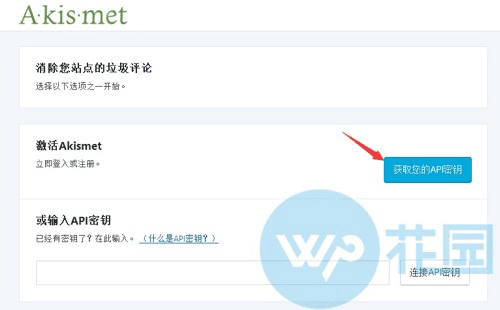 A·kis·met
消除您站点的垃圾评论
选择以下选项之一开始。
激活Akismet
立即登入或注册。
获取您的API密钥
或输入API密钥
已经有密钥了？在此输入。（什么是API密钥？）
连接API密钥
WP花园